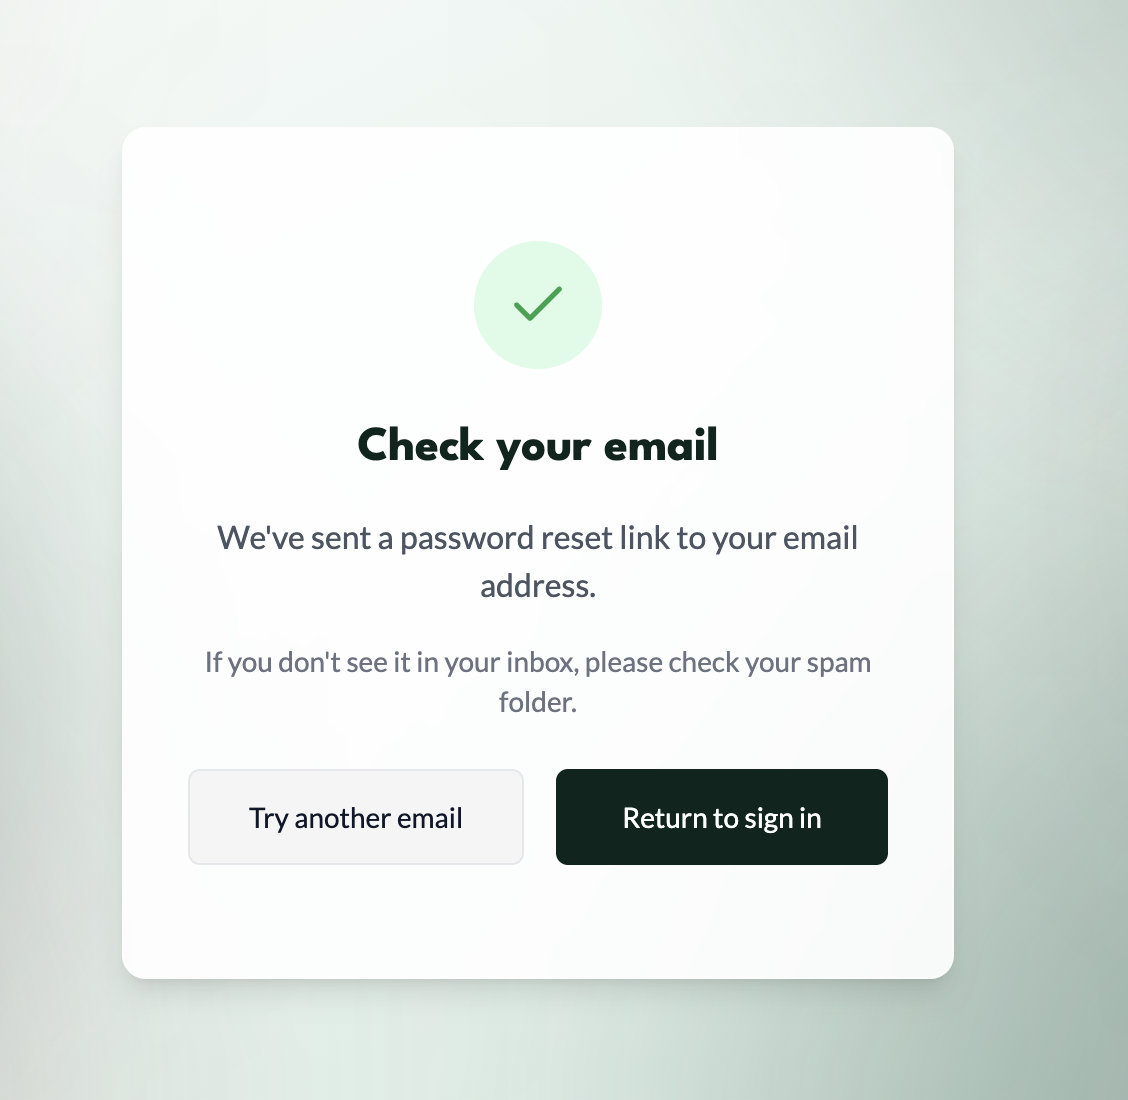 Check your email
We've sent a password reset link to your email
address.
If you don't see it in your inbox, please check your spam
folder.
Try another email
Return to sign in